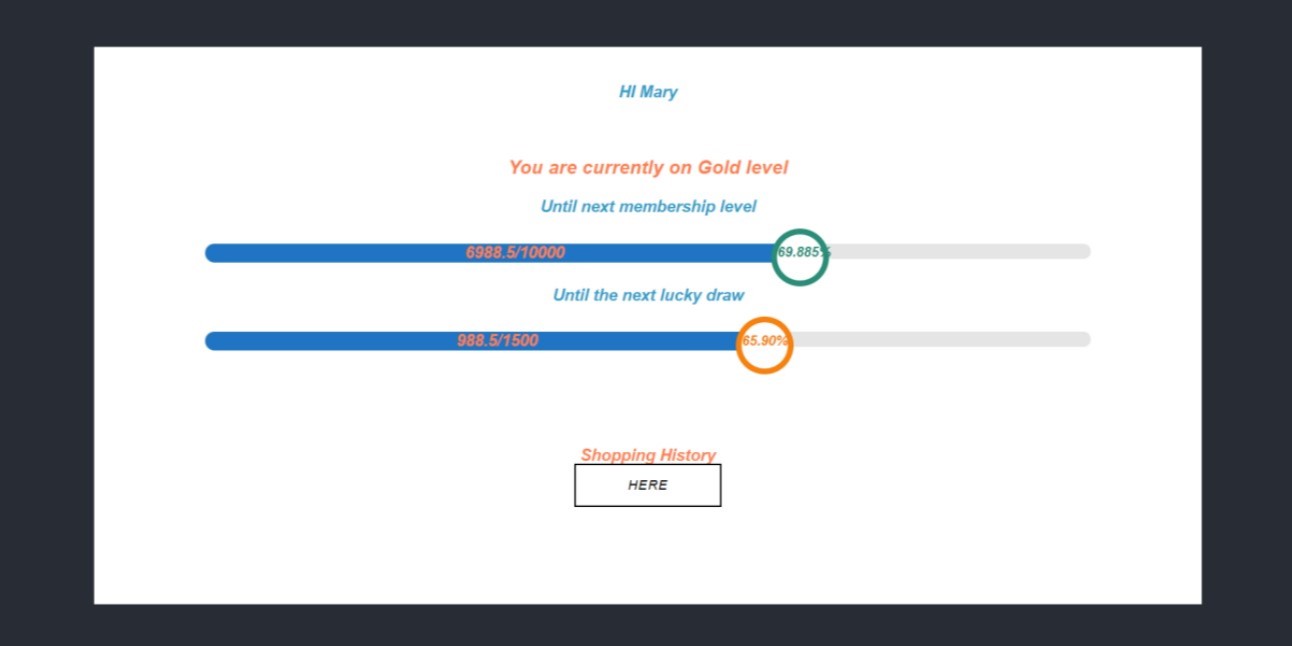 HI Mary
You are currently on Gold level
Until next membership level
6988.5/10000
69.885%
Until the next lucky draw
988.5/1500
65.90%
Shopping History
HERE